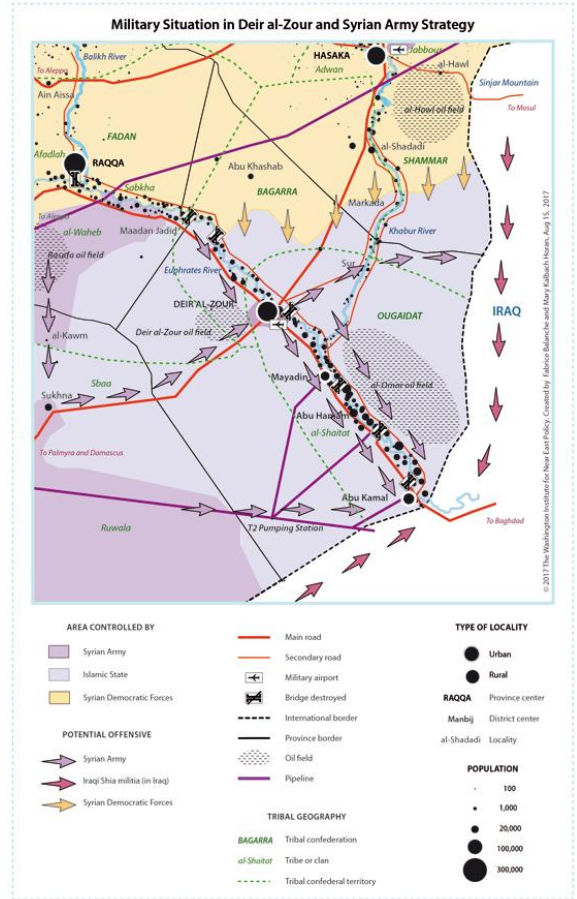 Military Situation in Deir al-Zour and Syrian Army Strategy
Balikh River
HASAKA
Jabbour
To Aleppo
Adwan
al-Hawl
Sinjar Mountain
Ain Aissa
al-Hawl oil field
To Mosul
FADAN
al-Shadadi
Afadlah
RAQQA
Abu Khashab
SHAMMAR
Sabkha
BAGARRA
Markada
al-Waheb
Maadan Jadid
Khabur River
Euphrates River
Sur
DEIR AL-ZOUR
OUGAIDAT
IRAQ
Deir al-Zour oil field
al-Kawm
Mayadin
al-Omar oil field
Sbaa
Sukhna
Abu Hamam
al-Shaitat
To Palmyra and Damascus
Abu Kamal
To Baghdad
Ruwala
T2 Pumping Station
© 2017 The Washington Institute for Near East Policy. Created by Fabrice Balanche and Mary Kalbach Horan, Aug 15, 2017
AREA CONTROLLED BY
Syrian Army
Islamic State
Syrian Democratic Forces
POTENTIAL OFFENSIVE
Syrian Army
Iraqi Shia militia (in Iraq)
Syrian Democratic Forces
Main road
Secondary road
Military airport
Bridge destroyed
International border
Province border
Oil field
Pipeline
TRIBAL GEOGRAPHY
BAGARRA Tribal confederation
al-Shaitat Tribe or clan
Tribal confederal territory
TYPE OF LOCALITY
Urban
Rural
RAQQA Province center
Manbij District center
al-Shadadi Locality
POPULATION
100
1,000
20,000
100,000
300,000